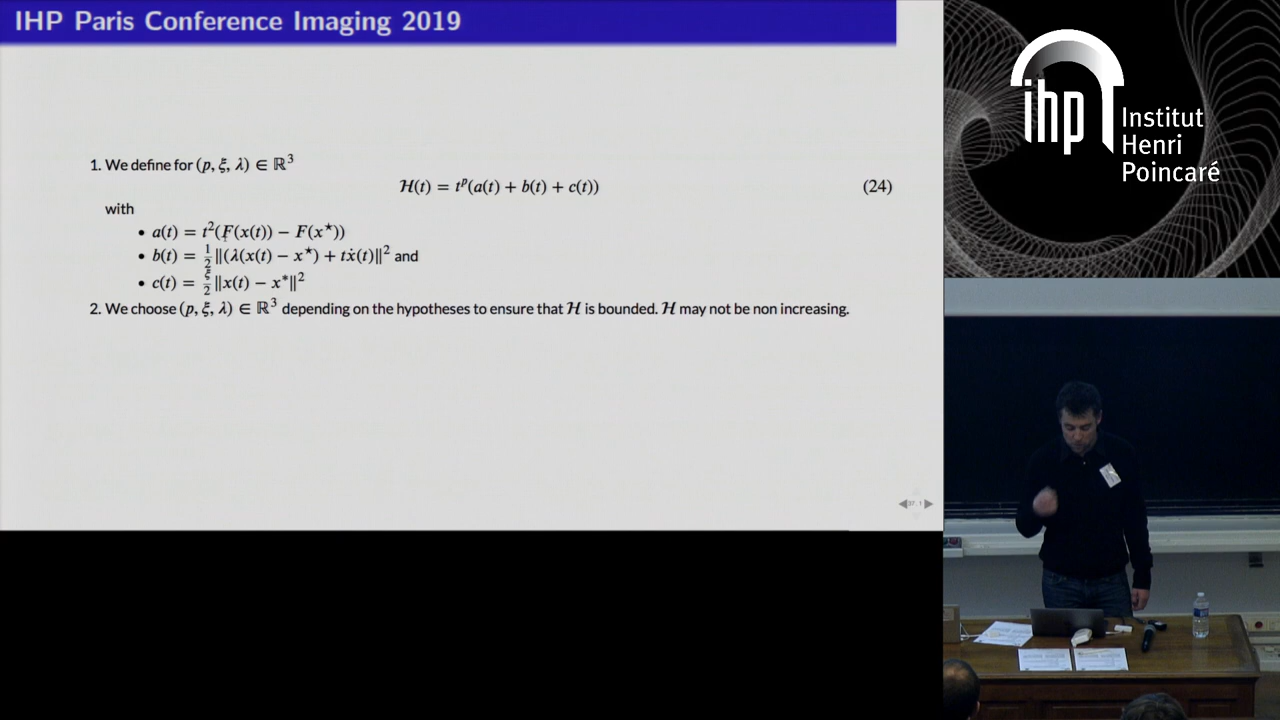 IHP Paris Conference Imaging 2019
1. We define for (p, ξ, λ) ∈ ℝ³
ℋ(t) = tᵖ(a(t) + b(t) + c(t)) (24)
with
• a(t) = t²(F(x(t)) − F(x⋆))
• b(t) = 1/2 ‖(λ(x(t) − x⋆) + tẋ(t)‖² and
• c(t) = ξ/2 ‖x(t) − x*‖²
2. We choose (p, ξ, λ) ∈ ℝ³ depending on the hypotheses to ensure that ℋ is bounded. ℋ may not be non increasing.
ihp
Institut
Henri
Poincaré